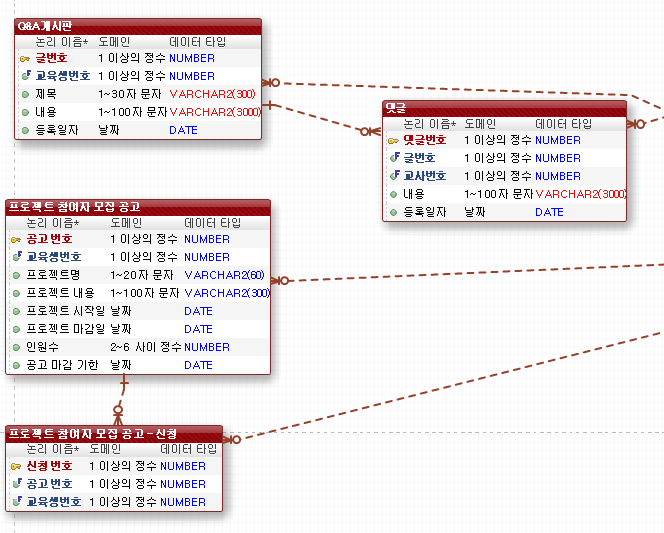 Q&A게시판
논리 이름* 도메인 데이터 타입
글번호 1 이상의 정수 NUMBER
교육생번호 1 이상의 정수 NUMBER
제목 1~30자 문자 VARCHAR2(300)
내용 1~100자 문자 VARCHAR2(3000)
등록일자 날짜 DATE
댓글
논리 이름* 도메인 데이터 타입
댓글번호 1 이상의 정수 NUMBER
글번호 1 이상의 정수 NUMBER
교사번호 1 이상의 정수 NUMBER
내용 1~100자 문자 VARCHAR2(3000)
등록일자 날짜 DATE
프로젝트 참여자 모집 공고
논리 이름* 도메인 데이터 타입
공고 번호 1 이상의 정수 NUMBER
교육생번호 1 이상의 정수 NUMBER
프로젝트명 1~20자 문자 VARCHAR2(60)
프로젝트 내용 1~100자 문자 VARCHAR2(300)
프로젝트 시작일 날짜 DATE
프로젝트 마감일 날짜 DATE
인원수 2~6 사이 정수 NUMBER
공고 마감 기한 날짜 DATE
프로젝트 참여자 모집 공고 - 신청
논리 이름* 도메인 데이터 타입
신청 번호 1 이상의 정수 NUMBER
공고 번호 1 이상의 정수 NUMBER
교육생번호 1 이상의 정수 NUMBER